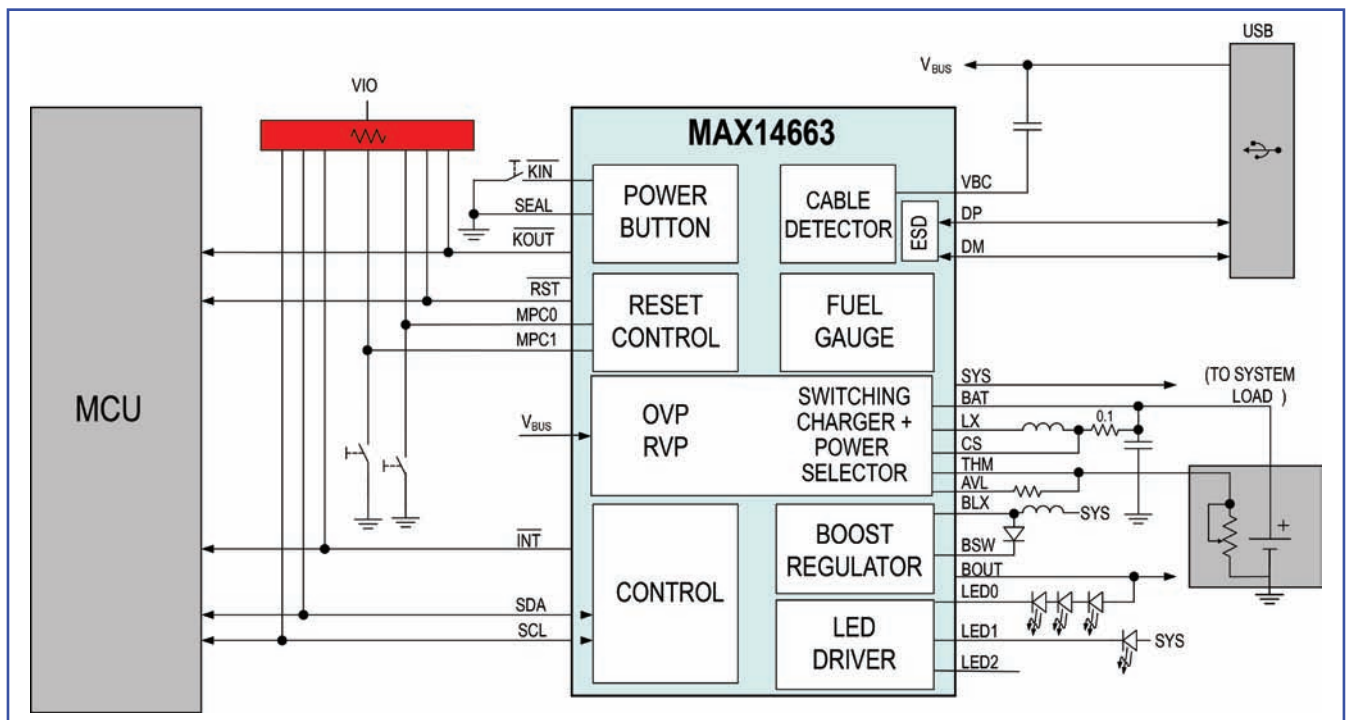 USB
V_BUS
VIO
MAX14663
KIN
SEAL
KOUT
POWER
BUTTON
CABLE
DETECTOR
ESD
VBC
DP
DM
RST
MPC0
MPC1
RESET
CONTROL
FUEL
GAUGE
MCU
V_BUS
OVP
RVP
SWITCHING
CHARGER +
POWER
SELECTOR
SYS
BAT
LX
CS
THM
AVL
BLX
0.1
(TO SYSTEM
LOAD )
SYS
+
INT
SDA
SCL
CONTROL
BOOST
REGULATOR
BSW
BOUT
LED0
LED DRIVER
LED1
LED2
SYS